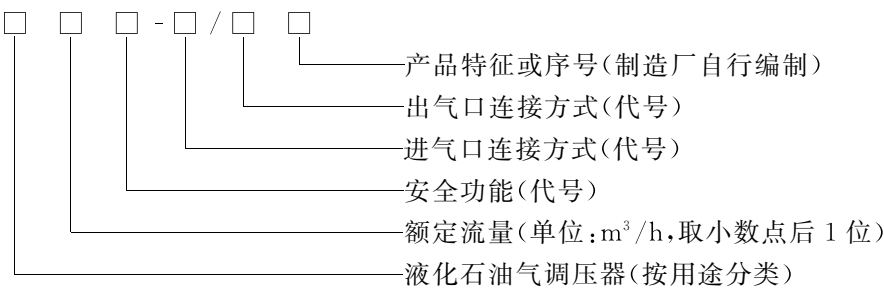 □ □ □-□/□ □
产品特征或序号(制造厂自行编制)
出气口连接方式(代号)
进气口连接方式(代号)
安全功能(代号)
额定流量(单位:m³/h,取小数点后1位)
液化石油气调压器(按用途分类)